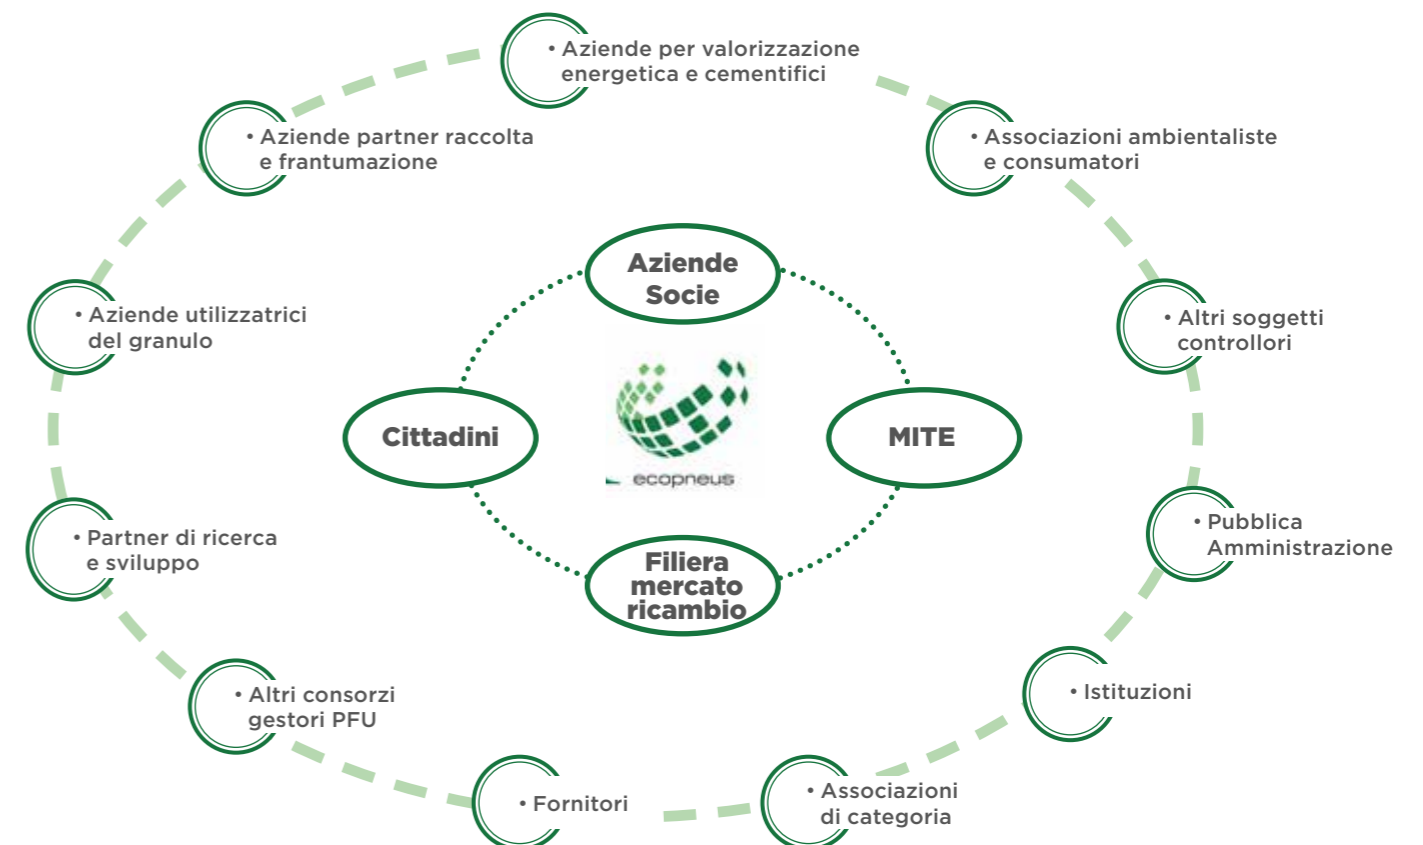 • Aziende per valorizzazione
energetica e cementifici
• Aziende partner raccolta
e frantumazione
• Associazioni ambientaliste
e consumatori
• Aziende utilizzatrici
del granulo
• Altri soggetti
controllori
Aziende
Socie
Cittadini
MITE
ecopneus
Filiera
mercato
ricambio
• Partner di ricerca
e sviluppo
• Pubblica
Amministrazione
• Altri consorzi
gestori PFU
• Istituzioni
• Fornitori
• Associazioni
di categoria